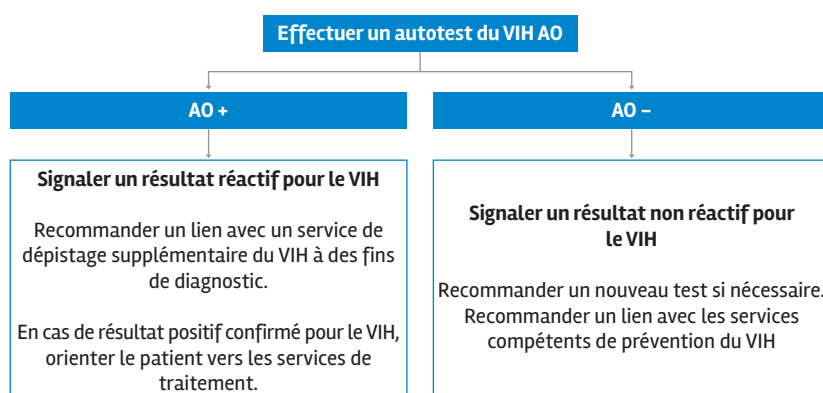 Effectuer un autotest du VIH AO
AO +
AO –
Signaler un résultat réactif pour le VIH
Recommander un lien avec un service de
dépistage supplémentaire du VIH à des fins
de diagnostic.
En cas de résultat positif confirmé pour le VIH,
orienter le patient vers les services de
traitement.
Signaler un résultat non réactif pour
le VIH
Recommander un nouveau test si nécessaire.
Recommander un lien avec les services
compétents de prévention du VIH